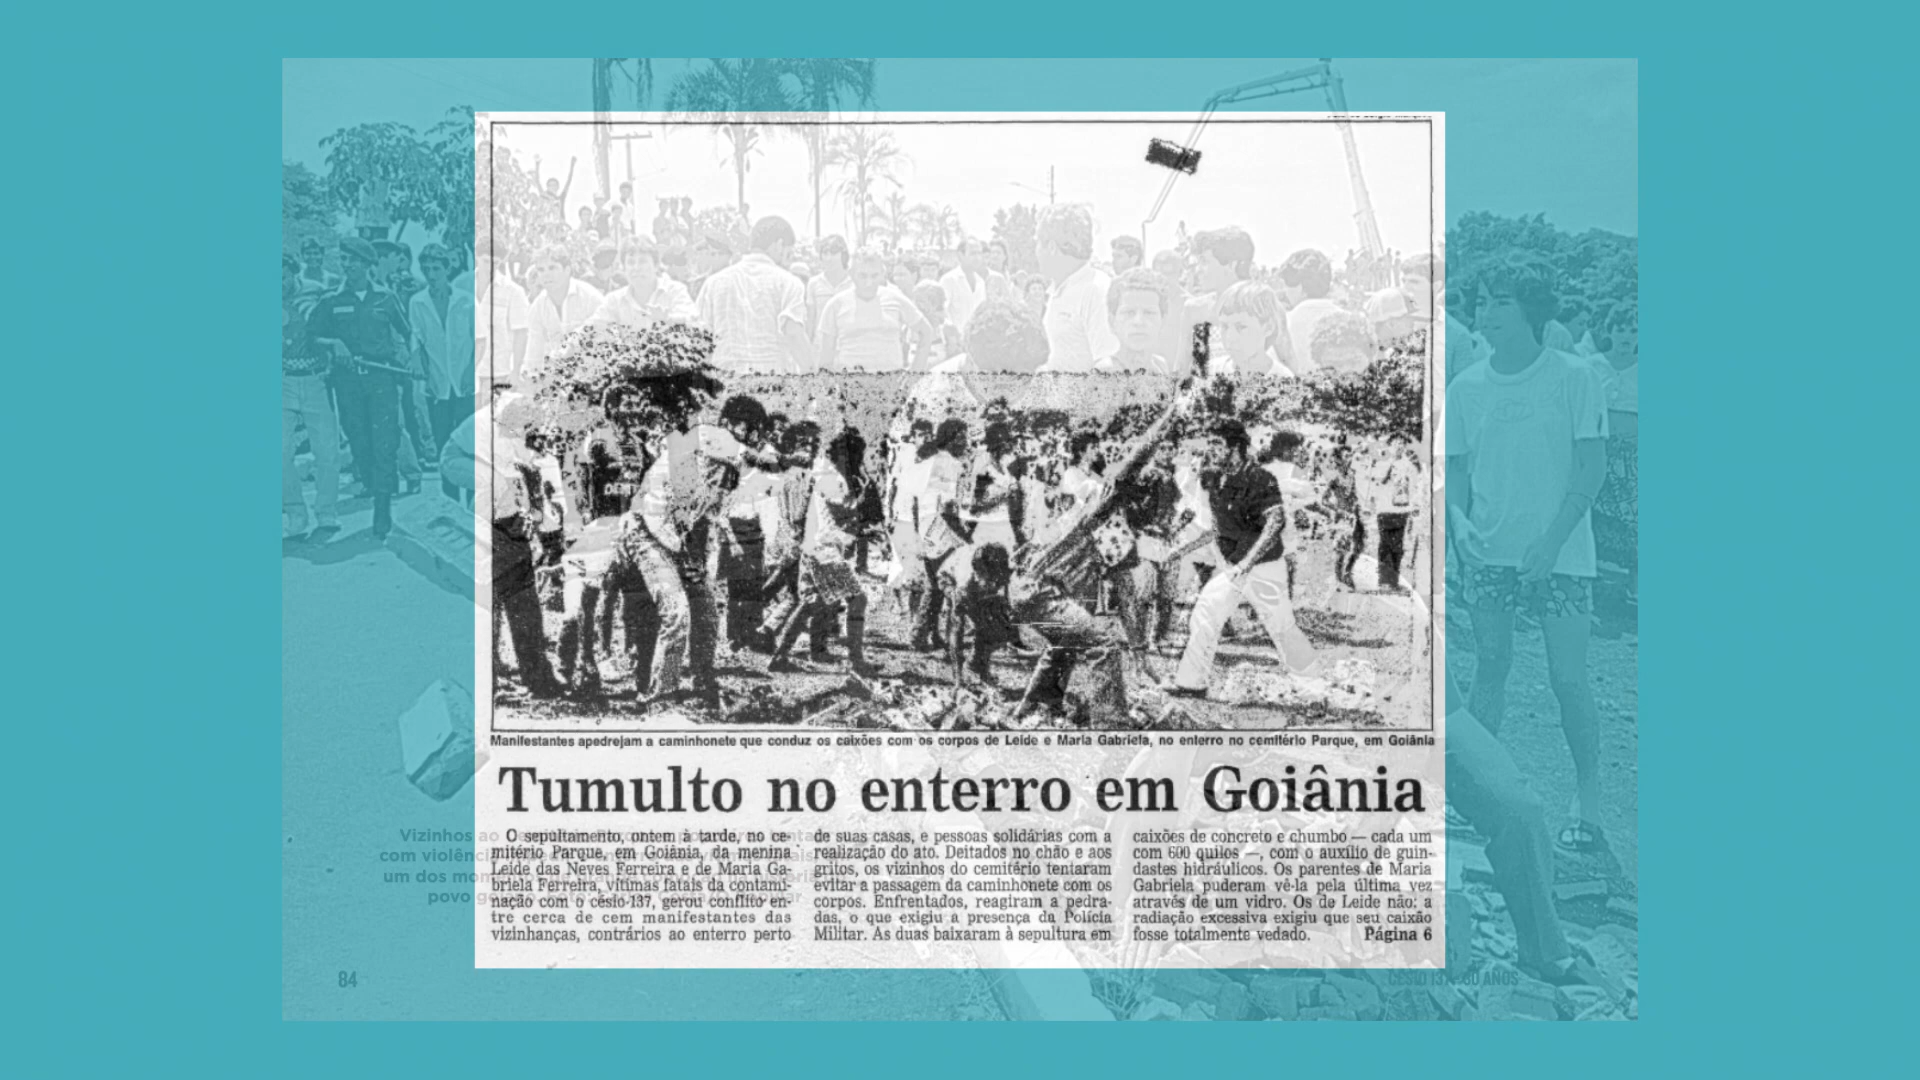 Manifestantes apedrejam a caminhonete que conduz os caixões com os corpos de Leide e Maria Gabriela, no enterro no cemitério Parque, em Goiânia
Tumulto no enterro em Goiânia
O sepultamento, ontem à tarde, no ce-
mitério Parque, em Goiânia, da menina
Leide das Neves Ferreira e de Maria Ga-
briela Ferreira, vítimas fatais da contami-
nação com o césio-137, gerou conflito en-
tre cerca de cem manifestantes das
vizinhanças, contrários ao enterro perto
de suas casas, e pessoas solidárias com a
realização do ato. Deitados no chão e aos
gritos, os vizinhos do cemitério tentaram
evitar a passagem da caminhonete com os
corpos. Enfrentados, reagiram a pedra-
das, o que exigiu a presença da Polícia
Militar. As duas baixaram à sepultura em
caixões de concreto e chumbo — cada um
com 600 quilos —, com o auxílio de guin-
dastes hidráulicos. Os parentes de Maria
Gabriela puderam vê-la pela última vez
através de um vidro. Os de Leide não: a
radiação excessiva exigiu que seu caixão
fosse totalmente vedado. Página 6
Vizinhos ao
com violênc
um dos mom
povo g
84
CÉSIO 137 - 30 ANOS